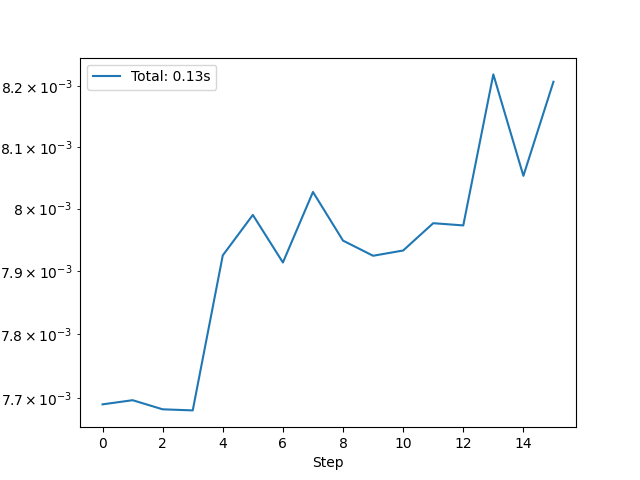 Total: 0.13s
8.2 × 10⁻³
8.1 × 10⁻³
8 × 10⁻³
7.9 × 10⁻³
7.8 × 10⁻³
7.7 × 10⁻³
0 2 4 6 8 10 12 14
Step